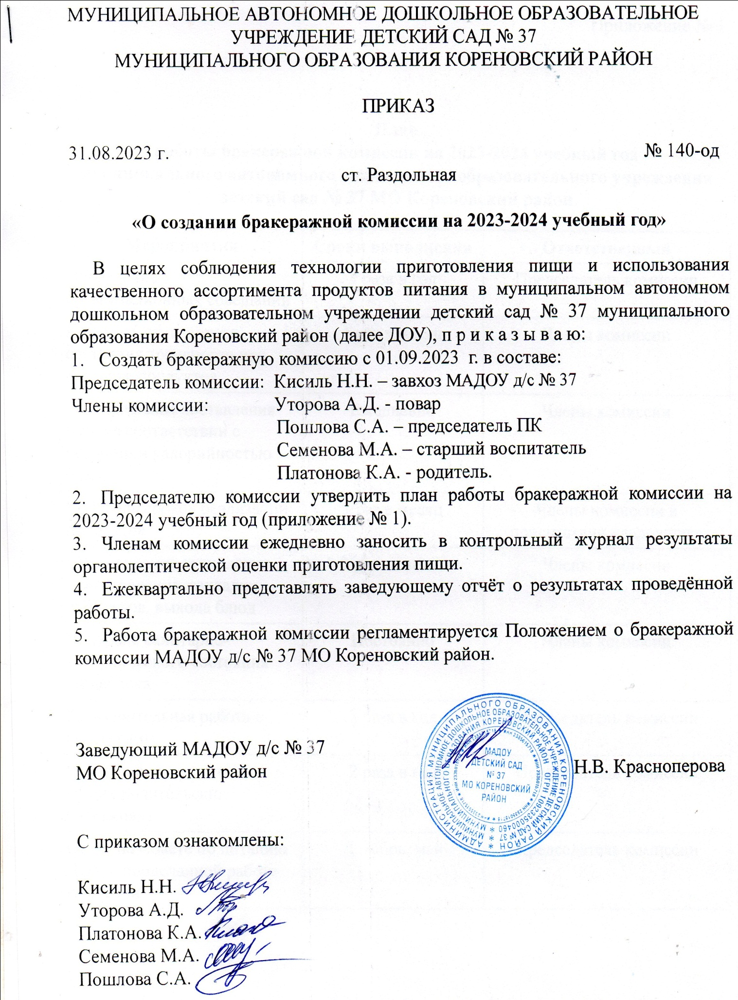 МУНИЦИПАЛЬНОЕ АВТОНОМНОЕ ДОШКОЛЬНОЕ ОБРАЗОВАТЕЛЬНОЕ
УЧРЕЖДЕНИЕ ДЕТСКИЙ САД № 37
МУНИЦИПАЛЬНОГО ОБРАЗОВАНИЯ КОРЕНОВСКИЙ РАЙОН
ПРИКАЗ
31.08.2023 г. № 140-од
ст. Раздольная
«О создании бракеражной комиссии на 2023-2024 учебный год»
В целях соблюдения технологии приготовления пищи и использования
качественного ассортимента продуктов питания в муниципальном автономном
дошкольном образовательном учреждении детский сад № 37 муниципального
образования Кореновский район (далее ДОУ), п р и к а з ы в а ю:
1. Создать бракеражную комиссию с 01.09.2023 г. в составе:
Председатель комиссии: Кисиль Н.Н. – завхоз МАДОУ д/с № 37
Члены комиссии: Уторова А.Д. - повар
Пошлова С.А. – председатель ПК
Семенова М.А. – старший воспитатель
Платонова К.А. - родитель.
2. Председателю комиссии утвердить план работы бракеражной комиссии на
2023-2024 учебный год (приложение № 1).
3. Членам комиссии ежедневно заносить в контрольный журнал результаты
органолептической оценки приготовления пищи.
4. Ежеквартально представлять заведующему отчёт о результатах проведённой
работы.
5. Работа бракеражной комиссии регламентируется Положением о бракеражной
комиссии МАДОУ д/с № 37 МО Кореновский район.
Заведующий МАДОУ д/с № 37
МО Кореновский район Н.В. Красноперова
АДМИНИСТРАЦИЯ МУНИЦИПАЛЬНОГО ОБРАЗОВАНИЯ КОРЕНОВСКИЙ РАЙОН
МУНИЦИПАЛЬНОЕ АВТОНОМНОЕ ДОШКОЛЬНОЕ ОБРАЗОВАТЕЛЬНОЕ УЧРЕЖДЕНИЕ ДЕТСКИЙ САД № 37
МУНИЦИПАЛЬНОГО ОБРАЗОВАНИЯ КОРЕНОВСКИЙ РАЙОН ОГРН 1092335000460
МАДОУ
ДЕТСКИЙ САД
№ 37
МО КОРЕНОВСКИЙ
РАЙОН
С приказом ознакомлены:
Кисиль Н.Н.
Уторова А.Д.
Платонова К.А.
Семенова М.А.
Пошлова С.А.